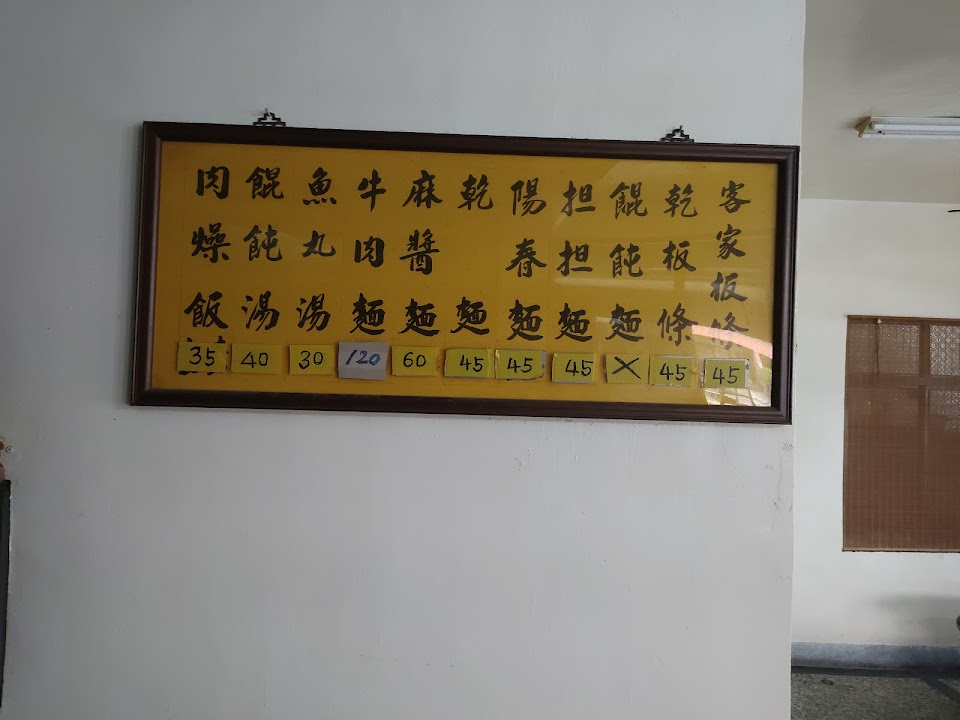 客家板條 45
乾板條 45
餛飩麵 X
担担麵 45
陽春麵 45
乾麵 45
麻醬麵 60
牛肉麵 120
魚丸湯 30
餛飩湯 40
肉燥飯 35